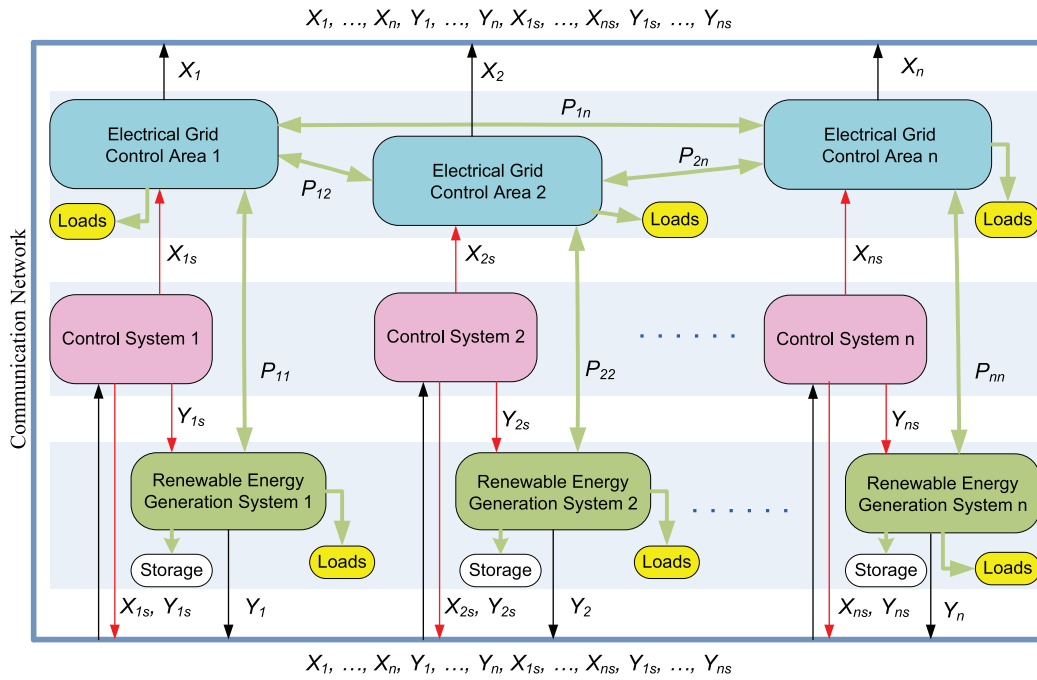 X1, ..., Xn, Y1, ..., Yn, X1s, ..., Xns, Y1s, ..., Yns
X1
X2
Xn
Electrical Grid
Control Area 1
P1n
Electrical Grid
Control Area n
Electrical Grid
Control Area 2
P12
P2n
Loads
Loads
Loads
X1s
X2s
Xns
Communication Network
Control System 1
Control System 2
. . . . . .
Control System n
P11
P22
Pnn
Y1s
Y2s
Yns
Renewable Energy
Generation System 1
Renewable Energy
Generation System 2
. . . . . .
Renewable Energy
Generation System n
Storage
Loads
Storage
Loads
Storage
Loads
X1s, Y1s
Y1
X2s, Y2s
Y2
Xns, Yns
Yn
X1, ..., Xn, Y1, ..., Yn, X1s, ..., Xns, Y1s, ..., Yns